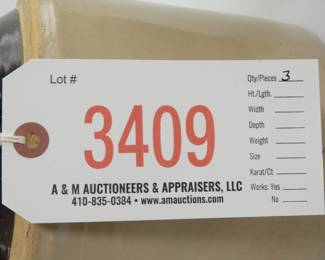 Lot #
3409
A & M AUCTIONEERS & APPRAISERS, LLC
410-835-0384 • www.amauctions.com
Qty/Pieces 3
Ht./Lgth.
Width
Depth
Weight
Size
Karat/Ct
Works: Yes
No